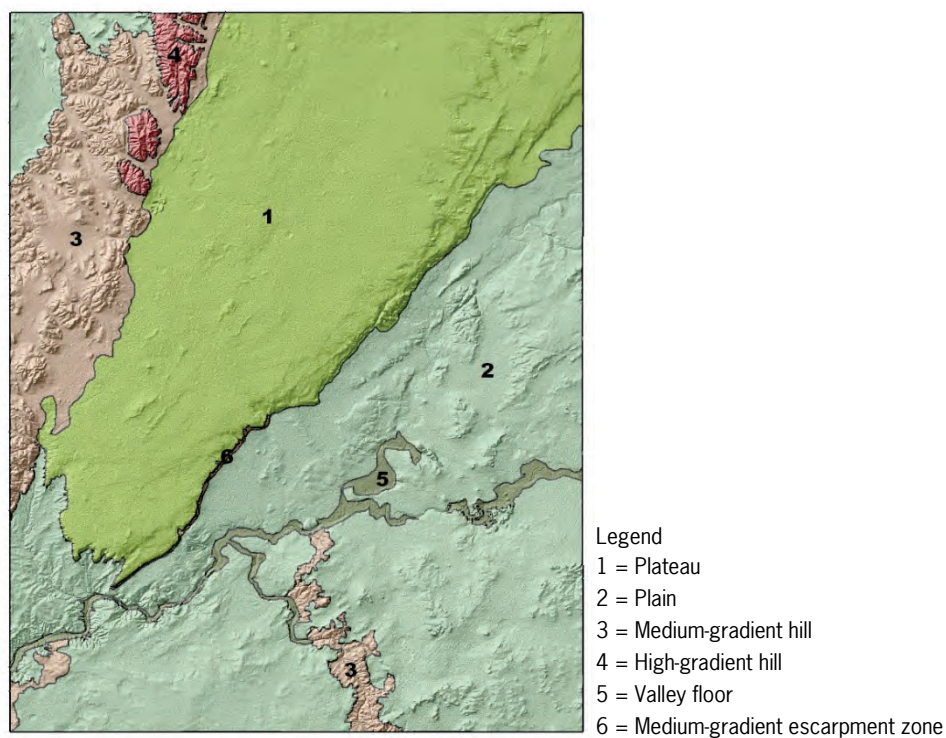 4
1
3
2
6
5
3
Legend
1 = Plateau
2 = Plain
3 = Medium-gradient hill
4 = High-gradient hill
5 = Valley floor
6 = Medium-gradient escarpment zone